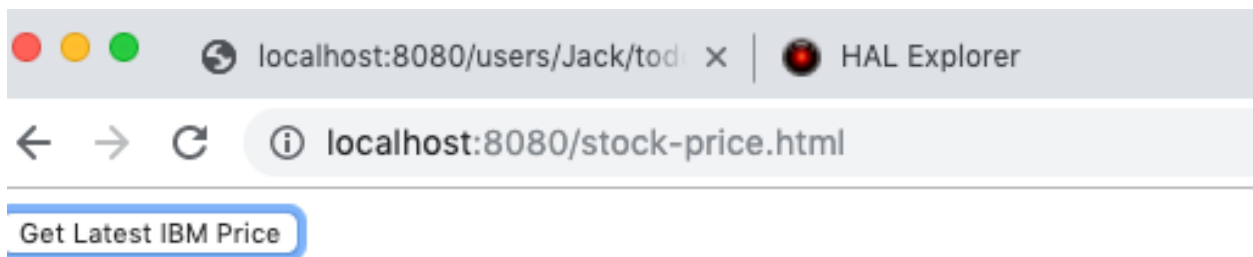 localhost:8080/users/Jack/tod HAL Explorer
localhost:8080/stock-price.html
Get Latest IBM Price